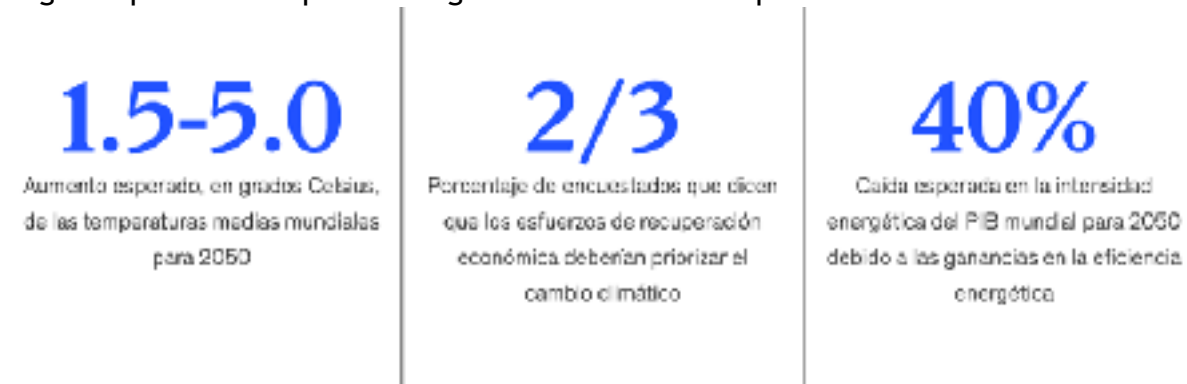 1.5-5.0
Aumento esperado, en grados Celsius,
de las temperaturas medias mundiales
para 2050
2/3
Porcentaje de encuestados que dicen
que los esfuerzos de recuperación
económica deberían priorizar el
cambio climático
40%
Caída esperada en la intensidad
energética del PIB mundial para 2050
debido a las ganancias en la eficiencia
energética